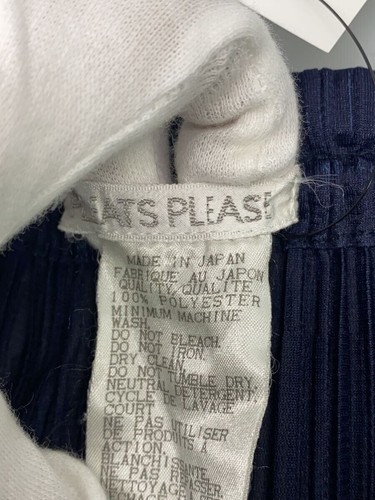 EATS PLEASE
MADE IN JAPAN
FABRIQUE AU JAPON
QUALITY QUALITE
100% POLYESTER
MINIMUM MACHINE
WASH.
DO NOT BLEACH.
DO NOT IRON.
DRY CLEAN.
DO NOT TUMBLE DRY.
NEUTRAL DETERGENT.
CYCLE DE LAVAGE
COURT
NE PAS UTILISER
DE PRODUITS A
ACTION
BLANCHISSANTE.
NE PAS REPASSER.
NETTOYAGE